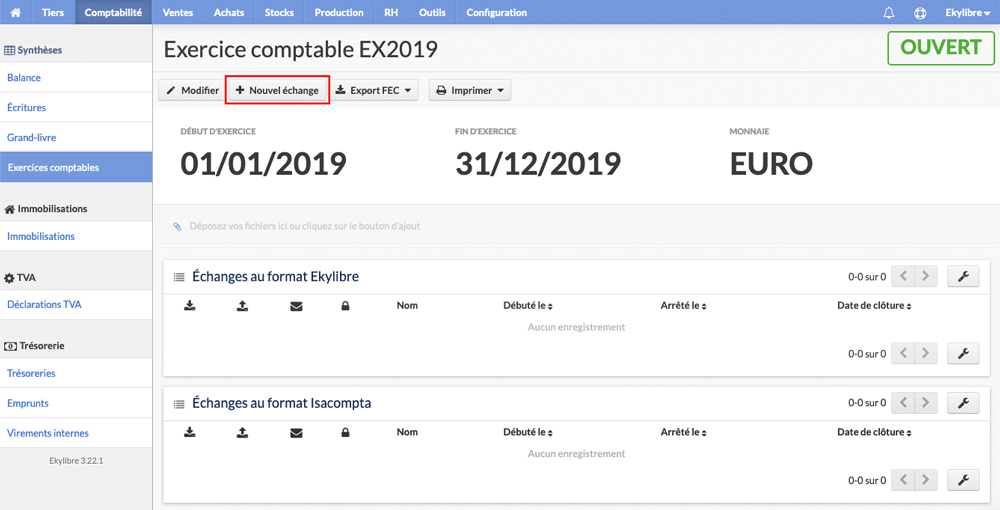 Tiers Comptabilité Ventes Achats Stocks Production RH Outils Configuration Ekylibre
Synthèses
Balance
Écritures
Grand-livre
Exercices comptables
Immobilisations
Immobilisations
TVA
Déclarations TVA
Trésorerie
Trésoreries
Emprunts
Virements internes
Ekylibre 3.22.1
Exercice comptable EX2019
OUVERT
Modifier Nouvel échange Export FEC Imprimer
DÉBUT D'EXERCICE FIN D'EXERCICE MONNAIE
01/01/2019 31/12/2019 EURO
Déposez vos fichiers ici ou cliquez sur le bouton d'ajout
Échanges au format Ekylibre 0-0 sur 0
Nom Débuté le Arrêté le Date de clôture
Aucun enregistrement
0-0 sur 0
Échanges au format Isacompta 0-0 sur 0
Nom Débuté le Arrêté le Date de clôture
Aucun enregistrement
0-0 sur 0